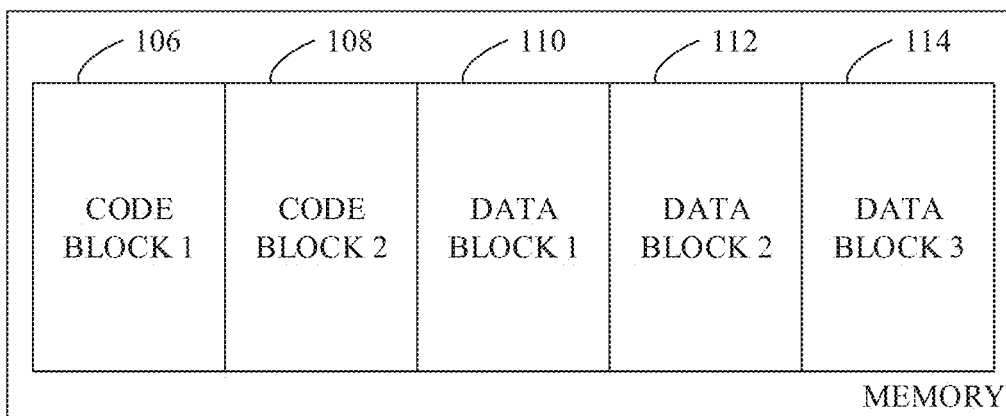 106
108
110
112
114
CODE
BLOCK 1
CODE
BLOCK 2
DATA
BLOCK 1
DATA
BLOCK 2
DATA
BLOCK 3
MEMORY